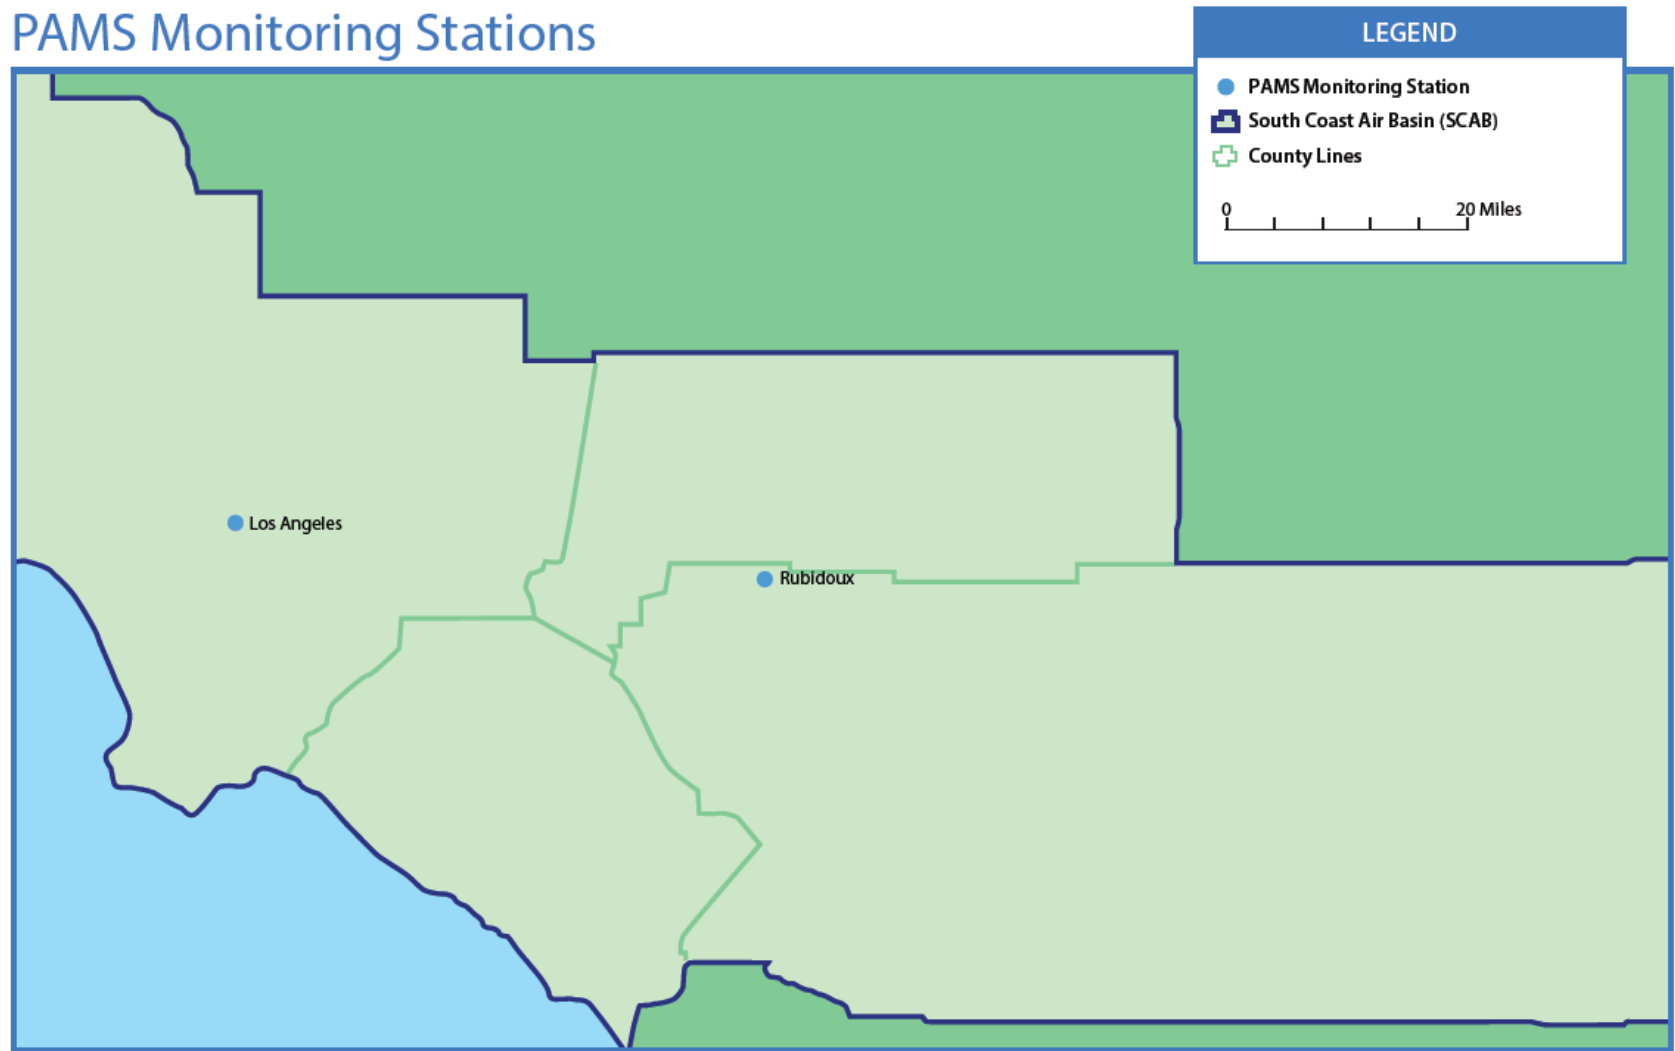 PAMS Monitoring Stations
LEGEND
PAMS Monitoring Station
South Coast Air Basin (SCAB)
County Lines
0 20 Miles
Los Angeles
Rubidoux